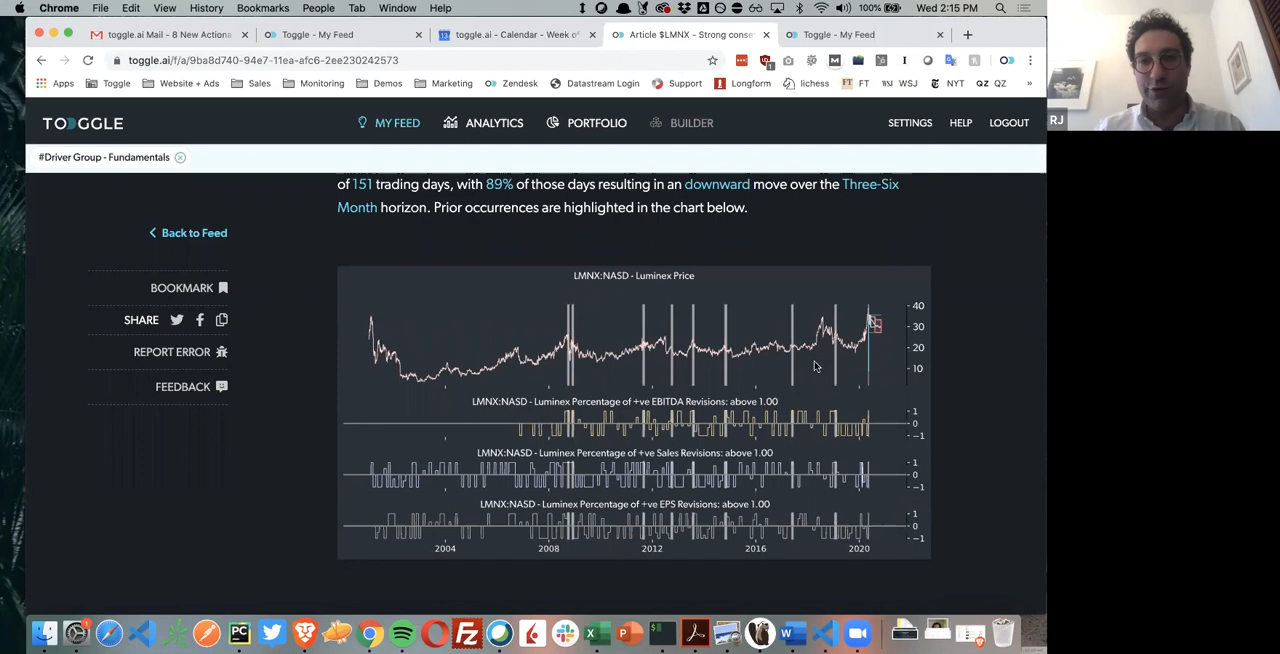 Chrome File Edit View History Bookmarks People Tab Window Help 100% Wed 2:15 PM
toggle.ai Mail - 8 New Actiona Toggle - My Feed toggle.ai - Calendar - Week of Article $LMNX - Strong conse Toggle - My Feed
toggle.ai/f/a/9ba8d740-94e7-11ea-afc6-2ee230242573
Apps Toggle Website + Ads Sales Monitoring Demos Marketing Zendesk Datastream Login Support Longform lichess FT WSJ NYT QZ
RJ
TOGGLE MY FEED ANALYTICS PORTFOLIO BUILDER SETTINGS HELP LOGOUT
#Driver Group - Fundamentals
of 151 trading days, with 89% of those days resulting in an downward move over the Three-Six
Month horizon. Prior occurrences are highlighted in the chart below.
Back to Feed
BOOKMARK
SHARE
REPORT ERROR
FEEDBACK
LMNX:NASD - Luminex Price
40
30
20
10
LMNX:NASD - Luminex Percentage of +ve EBITDA Revisions: above 1.00
1
0
-1
LMNX:NASD - Luminex Percentage of +ve Sales Revisions: above 1.00
1
0
-1
LMNX:NASD - Luminex Percentage of +ve EPS Revisions: above 1.00
1
0
-1
2004 2008 2012 2016 2020